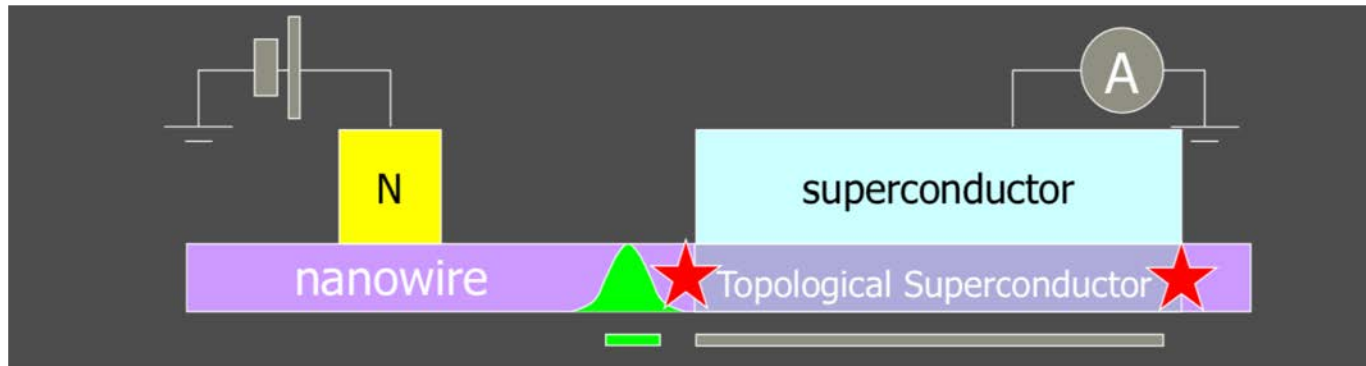 A
N
superconductor
nanowire
Topological Superconductor